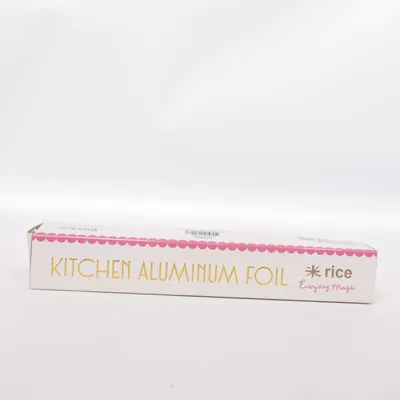 KITCHEN ALUMINUM FOIL
rice
Everyday Magic